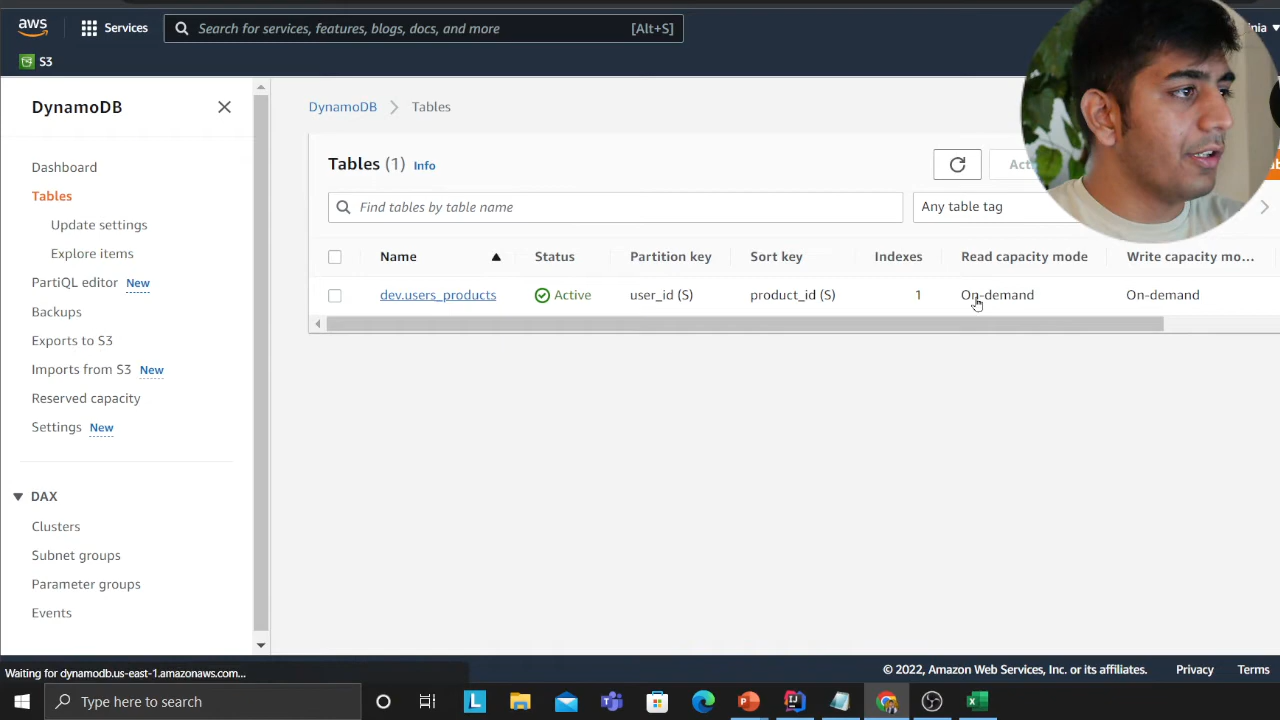 aws
Services
Search for services, features, blogs, docs, and more
[Alt+S]
S3
DynamoDB
Dashboard
Tables
Update settings
Explore items
PartiQL editor New
Backups
Exports to S3
Imports from S3 New
Reserved capacity
Settings New
DAX
Clusters
Subnet groups
Parameter groups
Events
DynamoDB
Tables
Tables (1) Info
Find tables by table name
Any table tag
Name Status Partition key Sort key Indexes Read capacity mode Write capacity mo...
dev.users_products Active user_id (S) product_id (S) 1 On-demand On-demand
Waiting for dynamodb.us-east-1.amazonaws.com...
© 2022, Amazon Web Services, Inc. or its affiliates. Privacy Terms
Type here to search